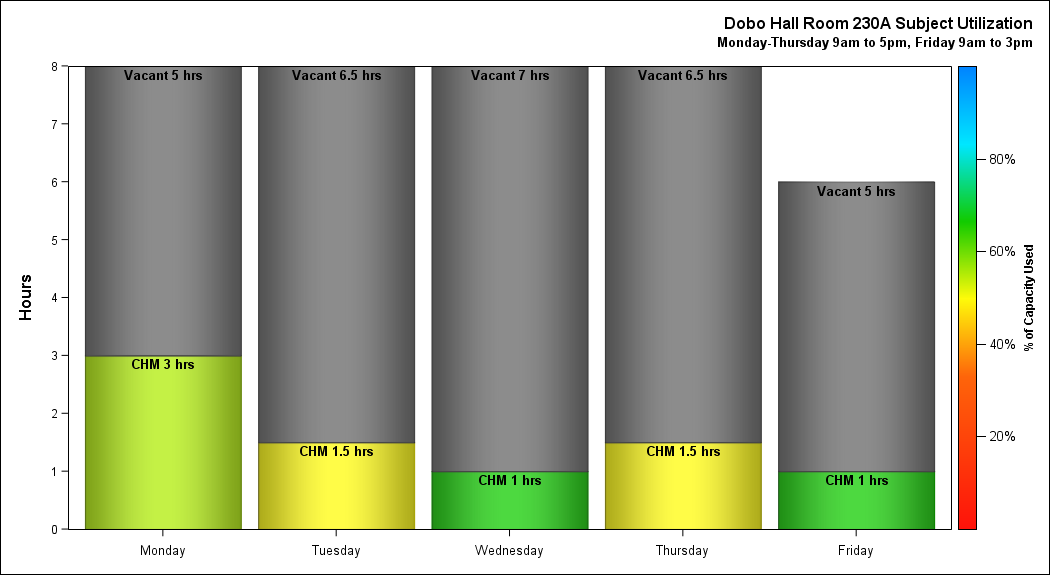 Dobo Hall Room 230A Subject Utilization
Monday-Thursday 9am to 5pm, Friday 9am to 3pm
Hours
8
7
6
5
4
3
2
1
0
Vacant 5 hrs
Vacant 6.5 hrs
Vacant 7 hrs
Vacant 6.5 hrs
Vacant 5 hrs
CHM 3 hrs
CHM 1.5 hrs
CHM 1 hrs
CHM 1.5 hrs
CHM 1 hrs
Monday
Tuesday
Wednesday
Thursday
Friday
80%
60%
40%
20%
% of Capacity Used